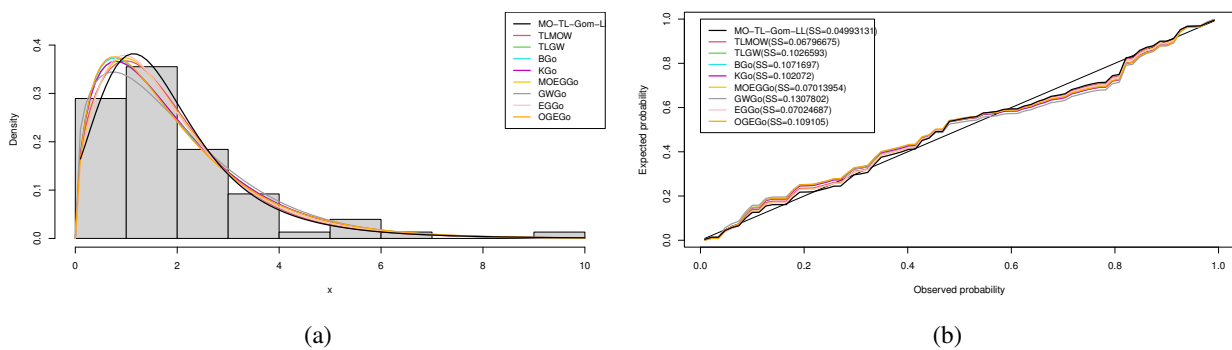 MO-TL-Gom-L
TLMOW
TLGW
BGo
KGo
MOEGGo
GWGo
EGGo
OGEGo
Density
0.0 0.1 0.2 0.3 0.4
0 2 4 6 8 10
x
(a)
MO-TL-Gom-LL(SS=0.04993131)
TLMOW(SS=0.06796675)
TLGW(SS=0.1026593)
BGo(SS=0.1071697)
KGo(SS=0.102072)
MOEGGo(SS=0.07013954)
GWGo(SS=0.1307802)
EGGo(SS=0.07024687)
OGEGo(SS=0.109105)
Expected probability
0.0 0.2 0.4 0.6 0.8 1.0
0.0 0.2 0.4 0.6 0.8 1.0
Observed probability
(b)